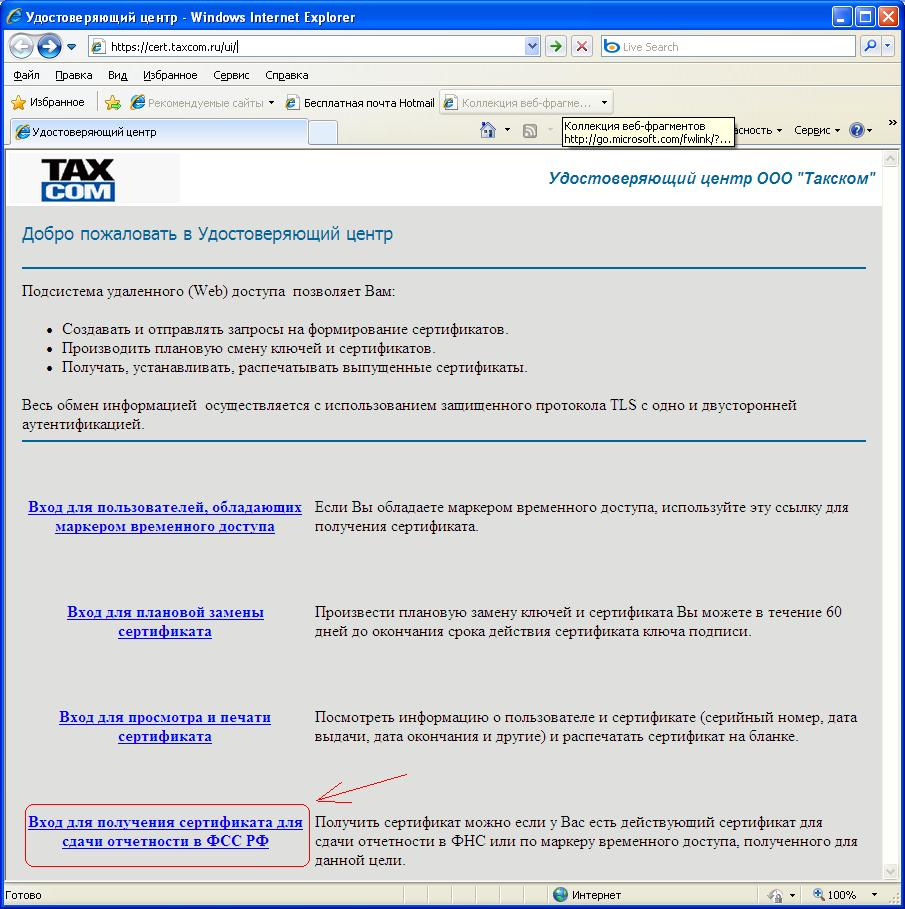 Удостоверяющий центр - Windows Internet Explorer
https://cert.taxcom.ru/ui/
Live Search
Файл Правка Вид Избранное Сервис Справка
Избранное Рекомендуемые сайты Бесплатная почта Hotmail Коллекция веб-фрагме...
Удостоверяющий центр
Сервис
Коллекция веб-фрагментов
http://go.microsoft.com/fwlink/?...
TAX
COM
Удостоверяющий центр ООО "Такском"
Добро пожаловать в Удостоверяющий центр
Подсистема удаленного (Web) доступа позволяет Вам:
Создавать и отправлять запросы на формирование сертификатов.
Производить плановую смену ключей и сертификатов.
Получать, устанавливать, распечатывать выпущенные сертификаты.
Весь обмен информацией осуществляется с использованием защищенного протокола TLS с одно и двусторонней
аутентификацией.
Вход для пользователей, обладающих
маркером временного доступа
Если Вы обладаете маркером временного доступа, используйте эту ссылку для
получения сертификата.
Вход для плановой замены
сертификата
Произвести плановую замену ключей и сертификата Вы можете в течение 60
дней до окончания срока действия сертификата ключа подписи.
Вход для просмотра и печати
сертификата
Посмотреть информацию о пользователе и сертификате (серийный номер, дата
выдачи, дата окончания и другие) и распечатать сертификат на бланке.
Вход для получения сертификата для
сдачи отчетности в ФСС РФ
Получить сертификат можно если у Вас есть действующий сертификат для
сдачи отчетности в ФНС или по маркеру временного доступа, полученного для
данной цели.
Готово Интернет 100%